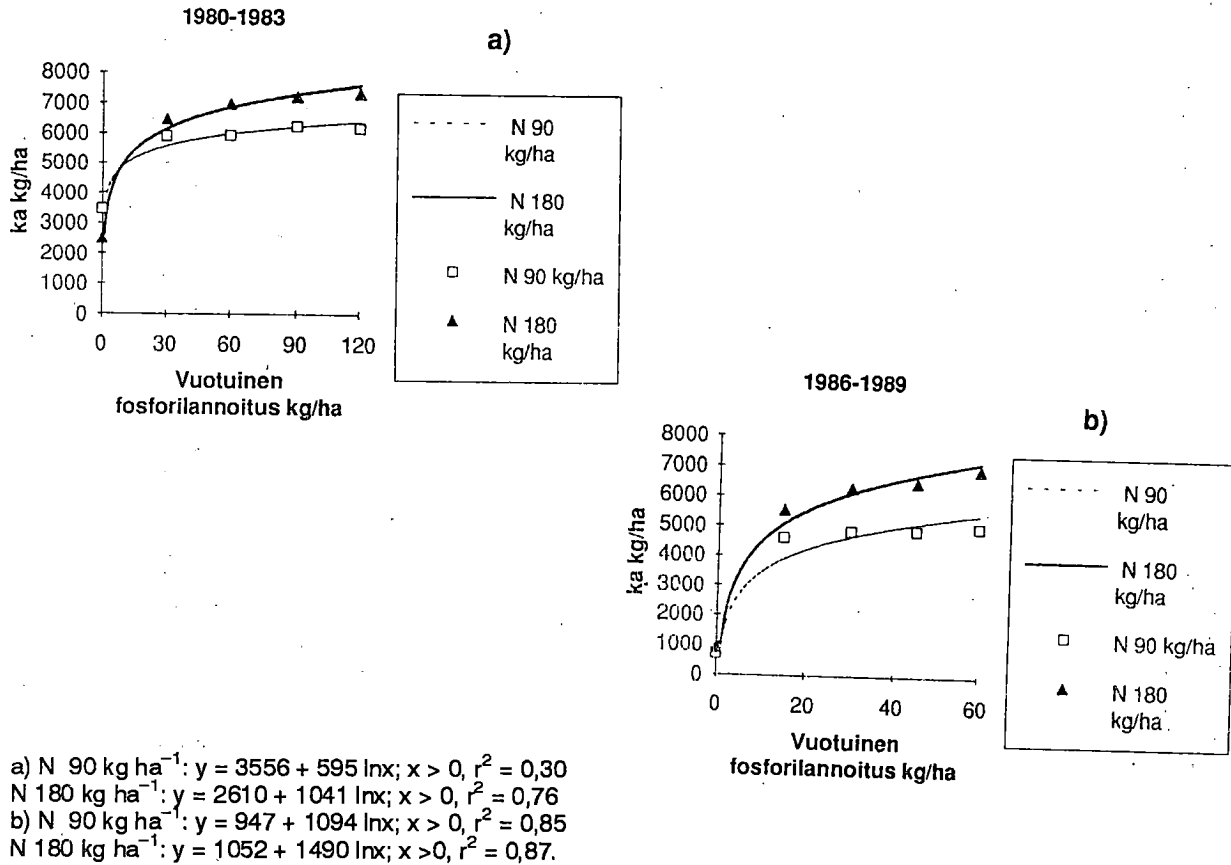 1980-1983
a)
8000
7000
6000
5000
4000
3000
2000
1000
0
ka kg/ha
0 30 60 90 120
Vuotuinen
fosforilannoitus kg/ha
N 90
kg/ha
N 180
kg/ha
N 90 kg/ha
N 180
kg/ha
1986-1989
b)
8000
7000
6000
5000
4000
3000
2000
1000
0
ka kg/ha
0 20 40 60
Vuotuinen
fosforilannoitus kg/ha
N 90
kg/ha
N 180
kg/ha
N 90 kg/ha
N 180
kg/ha
a) N 90 kg ha⁻¹: y = 3556 + 595 lnx; x > 0, r² = 0,30
N 180 kg ha⁻¹: y = 2610 + 1041 lnx; x > 0, r² = 0,76
b) N 90 kg ha⁻¹: y = 947 + 1094 lnx; x > 0, r² = 0,85
N 180 kg ha⁻¹: y = 1052 + 1490 lnx; x >0, r² = 0,87.